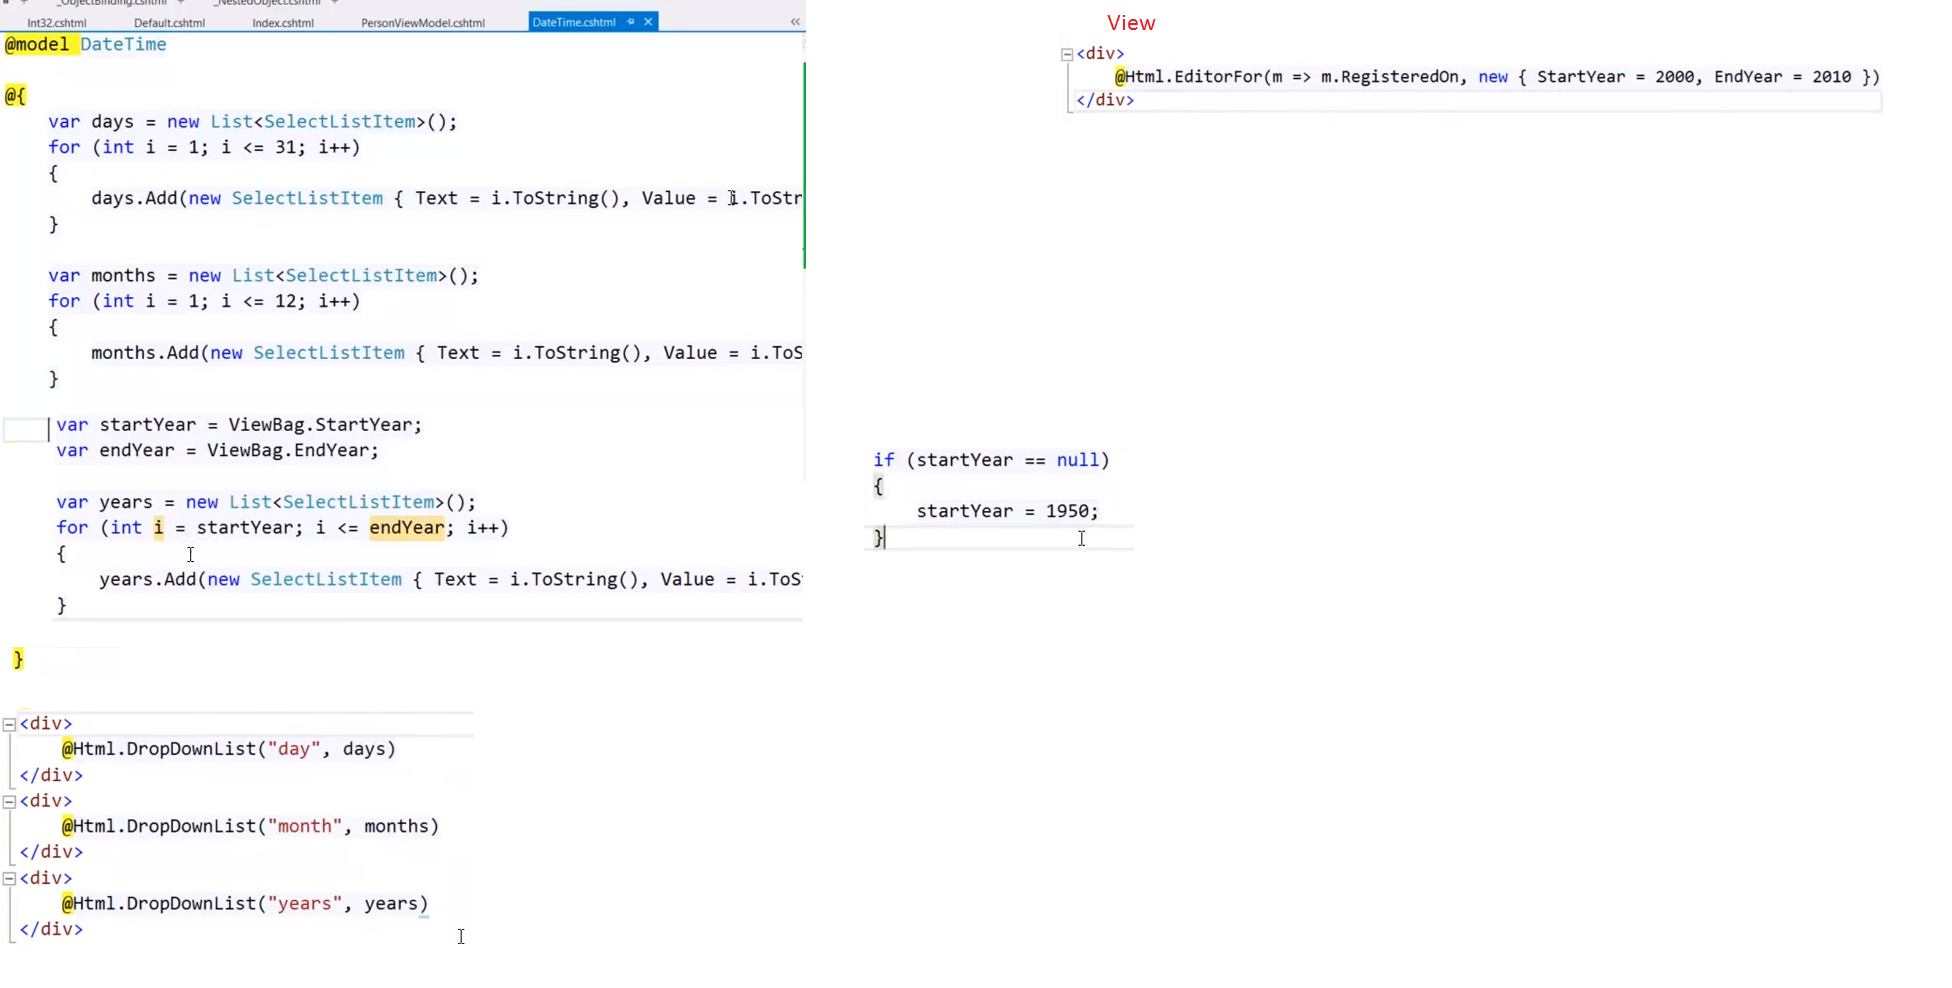 _ObjectBinding.cshtml + _NestedObject.cshtml +
Int32.cshtml Default.cshtml Index.cshtml PersonViewModel.cshtml DateTime.cshtml
@model DateTime
@{
var days = new List<SelectListItem>();
for (int i = 1; i <= 31; i++)
{
days.Add(new SelectListItem { Text = i.ToString(), Value = i.ToStr
}
var months = new List<SelectListItem>();
for (int i = 1; i <= 12; i++)
{
months.Add(new SelectListItem { Text = i.ToString(), Value = i.ToS
}
var startYear = ViewBag.StartYear;
var endYear = ViewBag.EndYear;
var years = new List<SelectListItem>();
for (int i = startYear; i <= endYear; i++)
{
years.Add(new SelectListItem { Text = i.ToString(), Value = i.ToS
}
}
<div>
@Html.DropDownList("day", days)
</div>
<div>
@Html.DropDownList("month", months)
</div>
<div>
@Html.DropDownList("years", years)
</div>
View
<div>
@Html.EditorFor(m => m.RegisteredOn, new { StartYear = 2000, EndYear = 2010 })
</div>
if (startYear == null)
{
startYear = 1950;
}